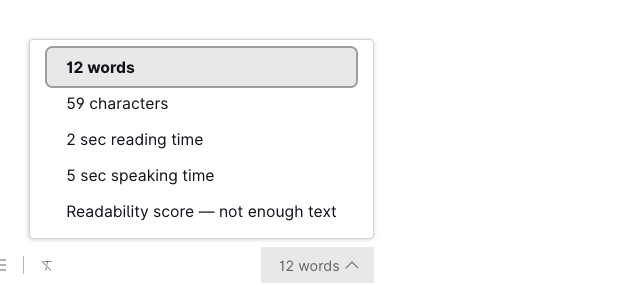 12 words
59 characters
2 sec reading time
5 sec speaking time
Readability score — not enough text
12 words